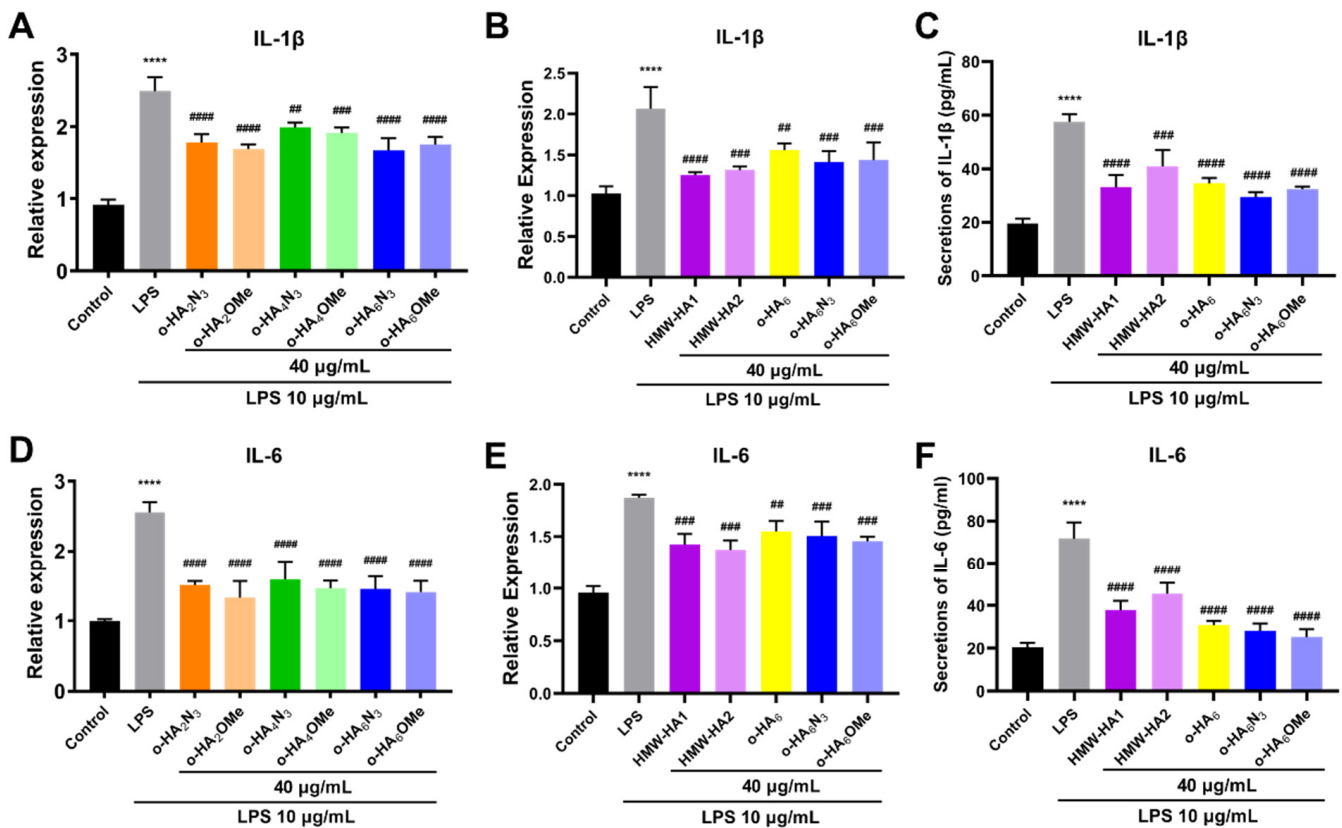 A
IL-1β
Relative expression
3
2
1
0
****
####
####
##
###
####
####
Control
LPS
o-HA₂N₃
o-HA₂OMe
o-HA₄N₃
o-HA₄OMe
o-HA₆N₃
o-HA₆OMe
40 μg/mL
LPS 10 μg/mL
B
IL-1β
Relative Expression
2.5
2.0
1.5
1.0
0.5
0.0
****
####
###
##
###
###
Control
LPS
HMW-HA1
HMW-HA2
o-HA₆
o-HA₆N₃
o-HA₆OMe
40 μg/mL
LPS 10 μg/mL
C
IL-1β
Secretions of IL-1β (pg/mL)
80
60
40
20
0
****
####
###
####
####
####
Control
LPS
HMW-HA1
HMW-HA2
o-HA₆
o-HA₆N₃
o-HA₆OMe
40 μg/mL
LPS 10 μg/mL
D
IL-6
Relative expression
3
2
1
0
****
####
####
####
####
####
####
Control
LPS
o-HA₂N₃
o-HA₂OMe
o-HA₄N₃
o-HA₄OMe
o-HA₆N₃
o-HA₆OMe
40 μg/mL
LPS 10 μg/mL
E
IL-6
Relative Expression
2.0
1.5
1.0
0.5
0.0
****
###
###
##
###
###
Control
LPS
HMW-HA1
HMW-HA2
o-HA₆
o-HA₆N₃
o-HA₆OMe
40 μg/mL
LPS 10 μg/mL
F
IL-6
Secretions of IL-6 (pg/ml)
100
80
60
40
20
0
****
####
####
####
####
####
Control
LPS
HMW-HA1
HMW-HA2
o-HA₆
o-HA₆N₃
o-HA₆OMe
40 μg/mL
LPS 10 μg/mL